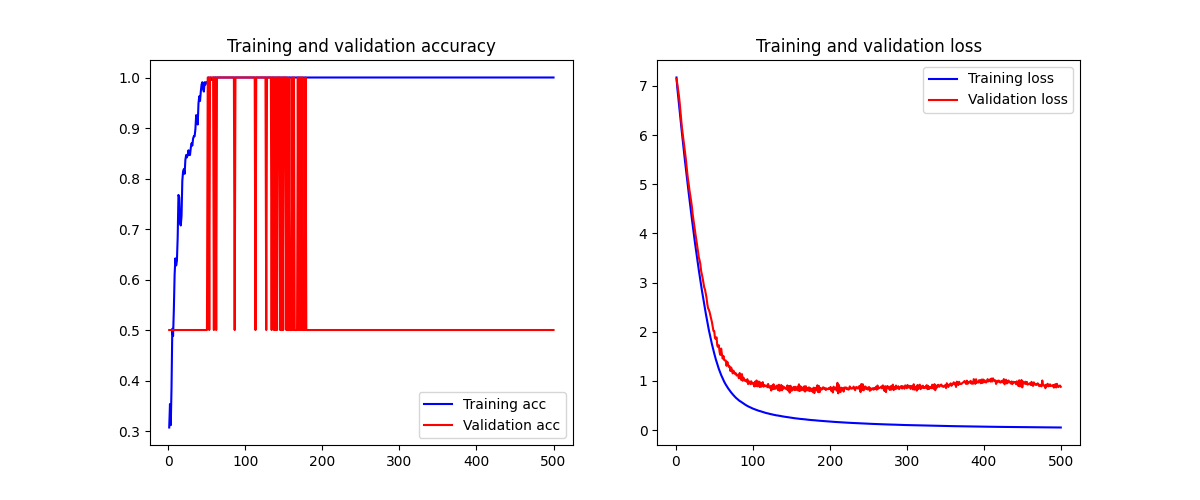 Training and validation accuracy
1.0
0.9
0.8
0.7
0.6
0.5
0.4
0.3
Training acc
Validation acc
0 100 200 300 400 500
Training and validation loss
7
6
5
4
3
2
1
0
Training loss
Validation loss
0 100 200 300 400 500